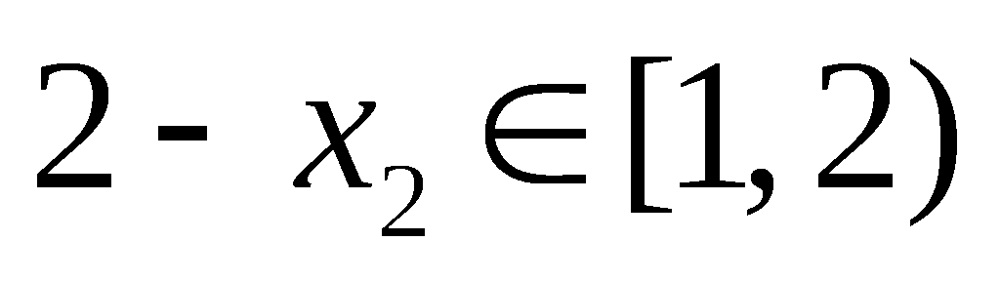 2 - x₂ ∈ [1, 2)